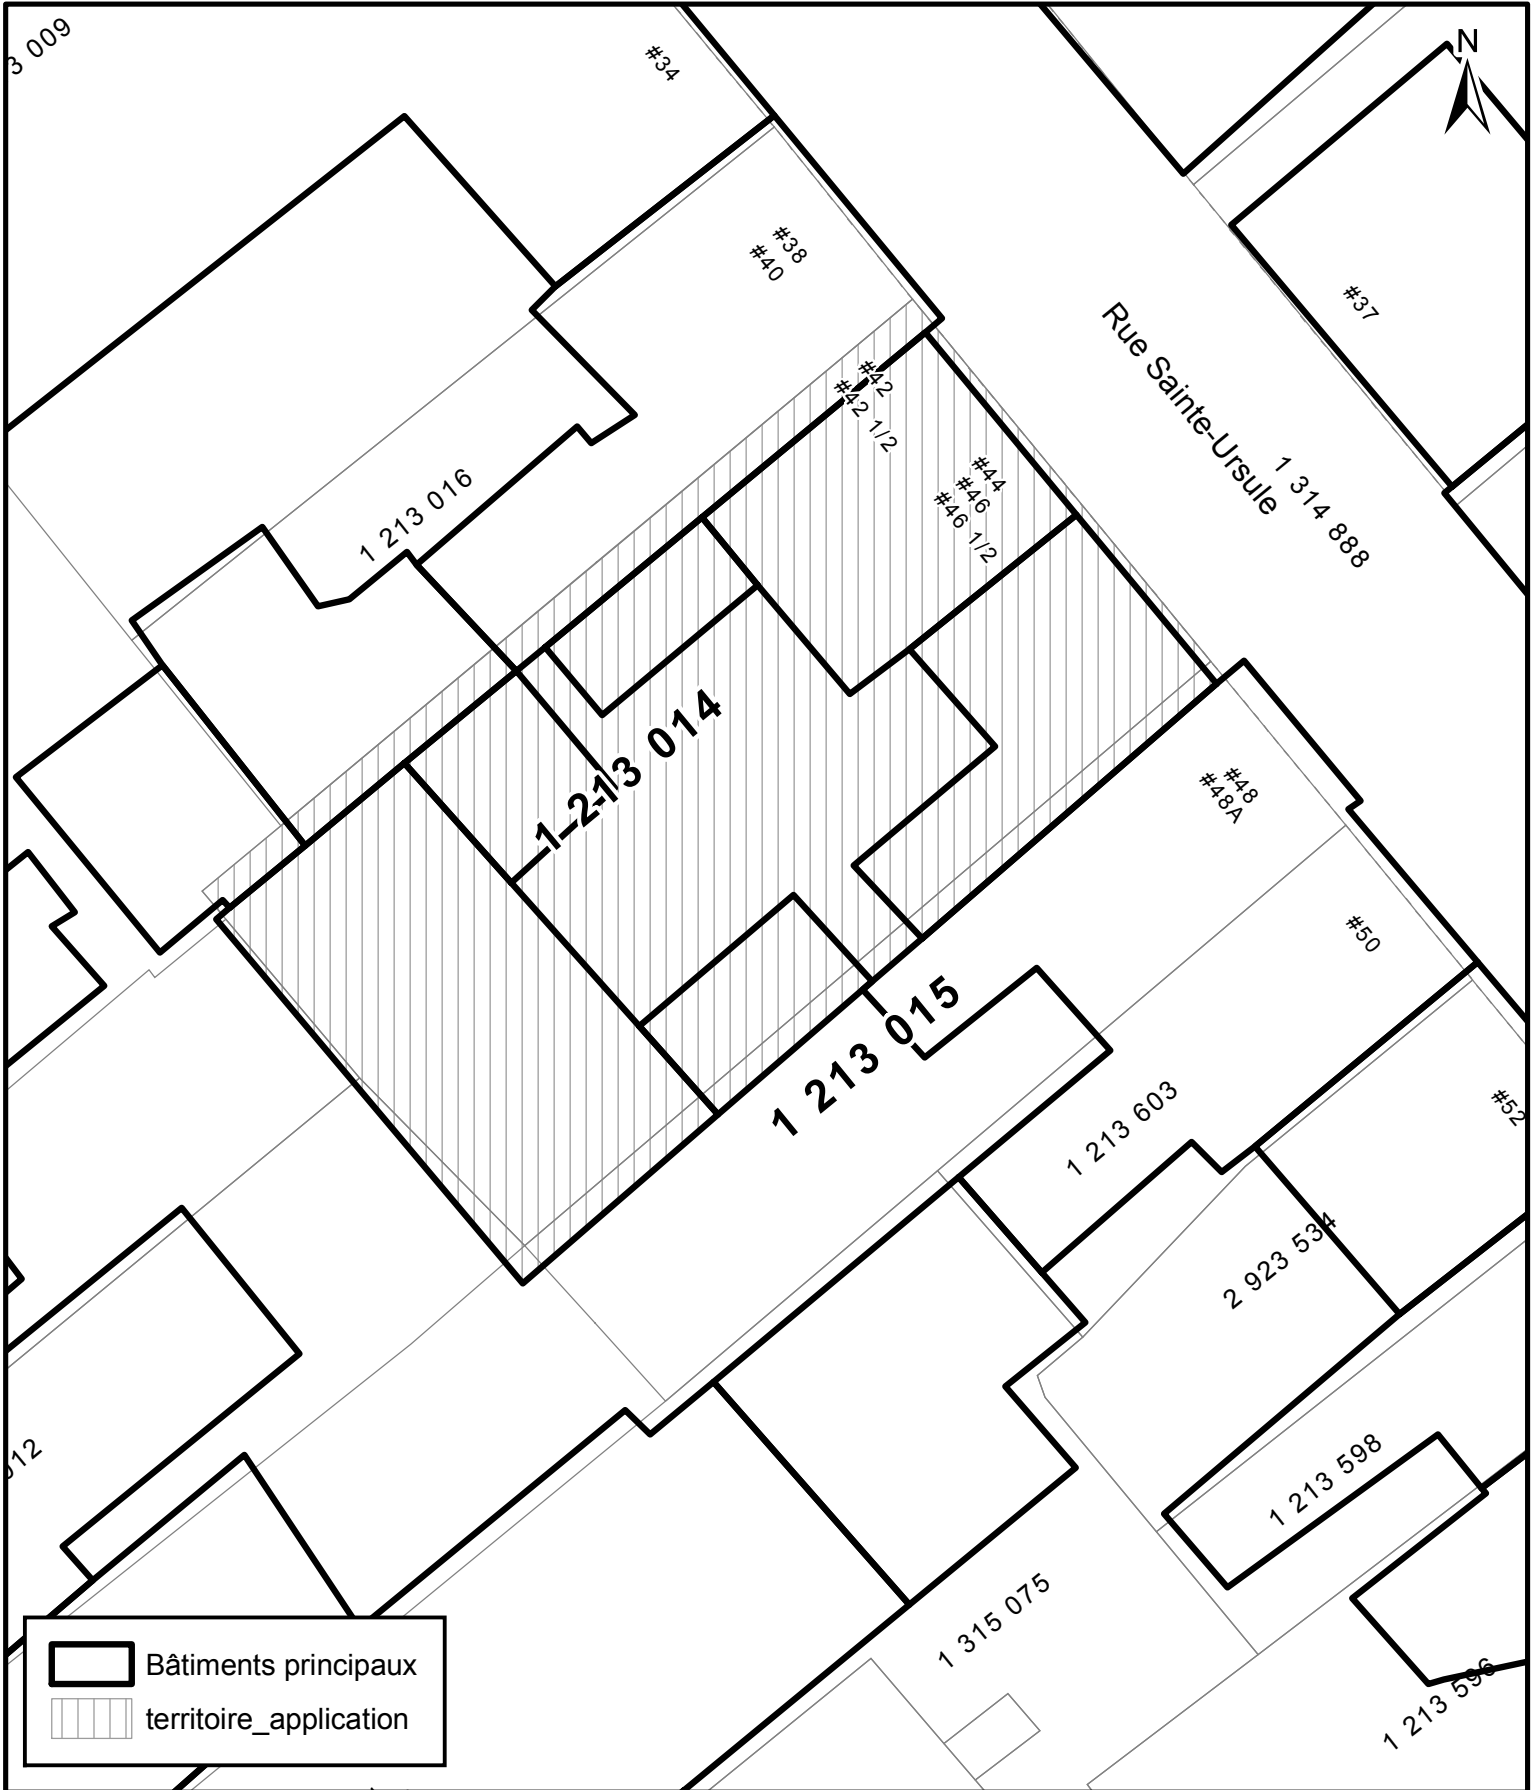 3 009
#34
N
#38
#40
#37
Rue Sainte-Ursule
1 314 888
#42
#42 1/2
#44
#46
#46 1/2
1 213 016
1 213 014
#48
#48A
#50
1 213 015
1 213 603
#52
2 923 534
012
1 213 598
1 315 075
1 213 596
Bâtiments principaux
territoire_application